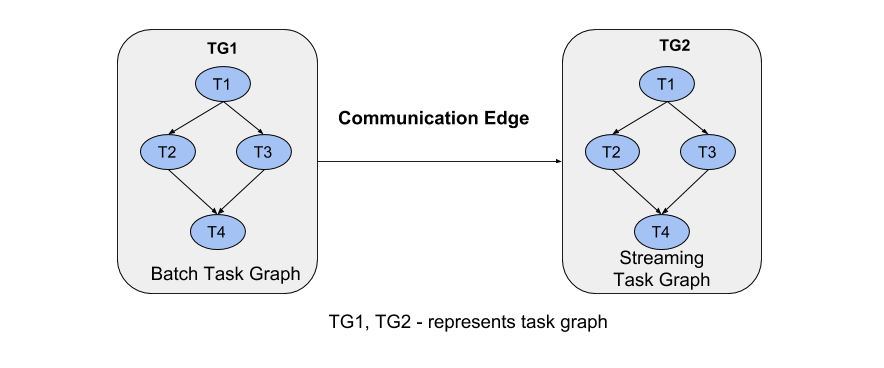 TG1
T1
T2
T3
T4
Batch Task Graph
Communication Edge
TG2
T1
T2
T3
T4
Streaming
Task Graph
TG1, TG2 - represents task graph